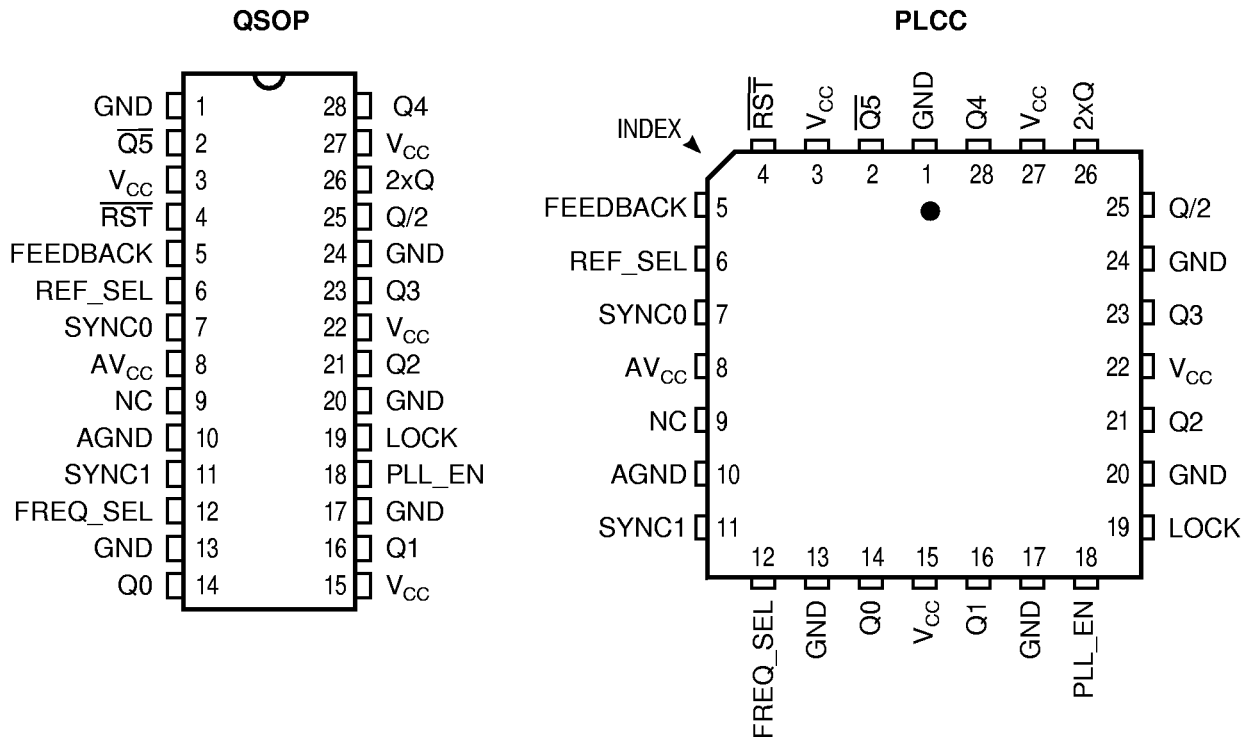 QSOP
GND 1 28 Q4
Q5 2 27 VCC
VCC 3 26 2xQ
RST 4 25 Q/2
FEEDBACK 5 24 GND
REF_SEL 6 23 Q3
SYNC0 7 22 VCC
AVCC 8 21 Q2
NC 9 20 GND
AGND 10 19 LOCK
SYNC1 11 18 PLL_EN
FREQ_SEL 12 17 GND
GND 13 16 Q1
Q0 14 15 VCC
PLCC
INDEX
RST VCC Q5 GND Q4 VCC 2xQ
4 3 2 1 28 27 26
FEEDBACK 5 25 Q/2
REF_SEL 6 24 GND
SYNC0 7 23 Q3
AVCC 8 22 VCC
NC 9 21 Q2
AGND 10 20 GND
SYNC1 11 19 LOCK
12 13 14 15 16 17 18
FREQ_SEL GND Q0 VCC Q1 GND PLL_EN